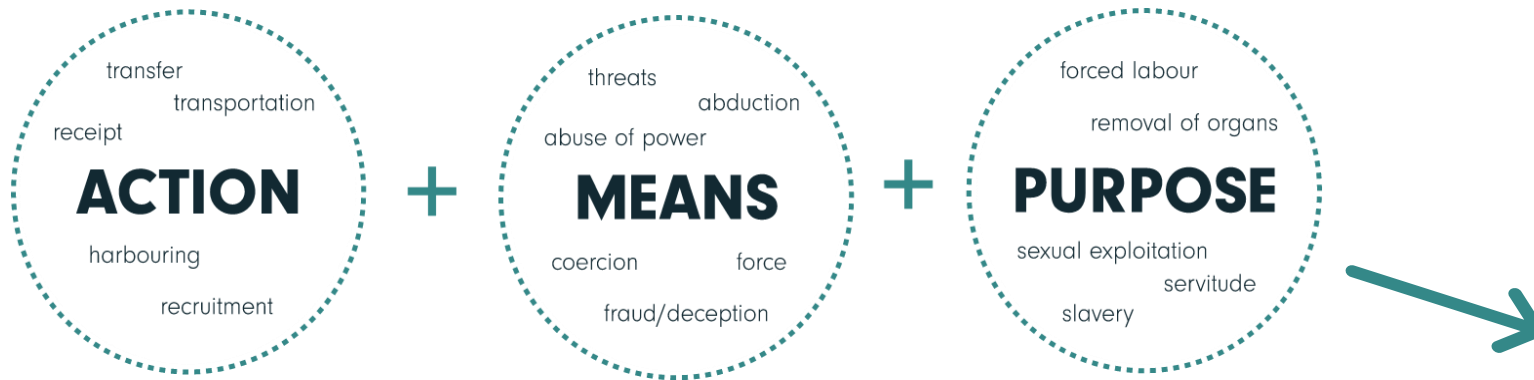 transfer
transportation
receipt
ACTION
harbouring
recruitment
+
threats
abduction
abuse of power
MEANS
coercion force
fraud/deception
+
forced labour
removal of organs
PURPOSE
sexual exploitation
servitude
slavery